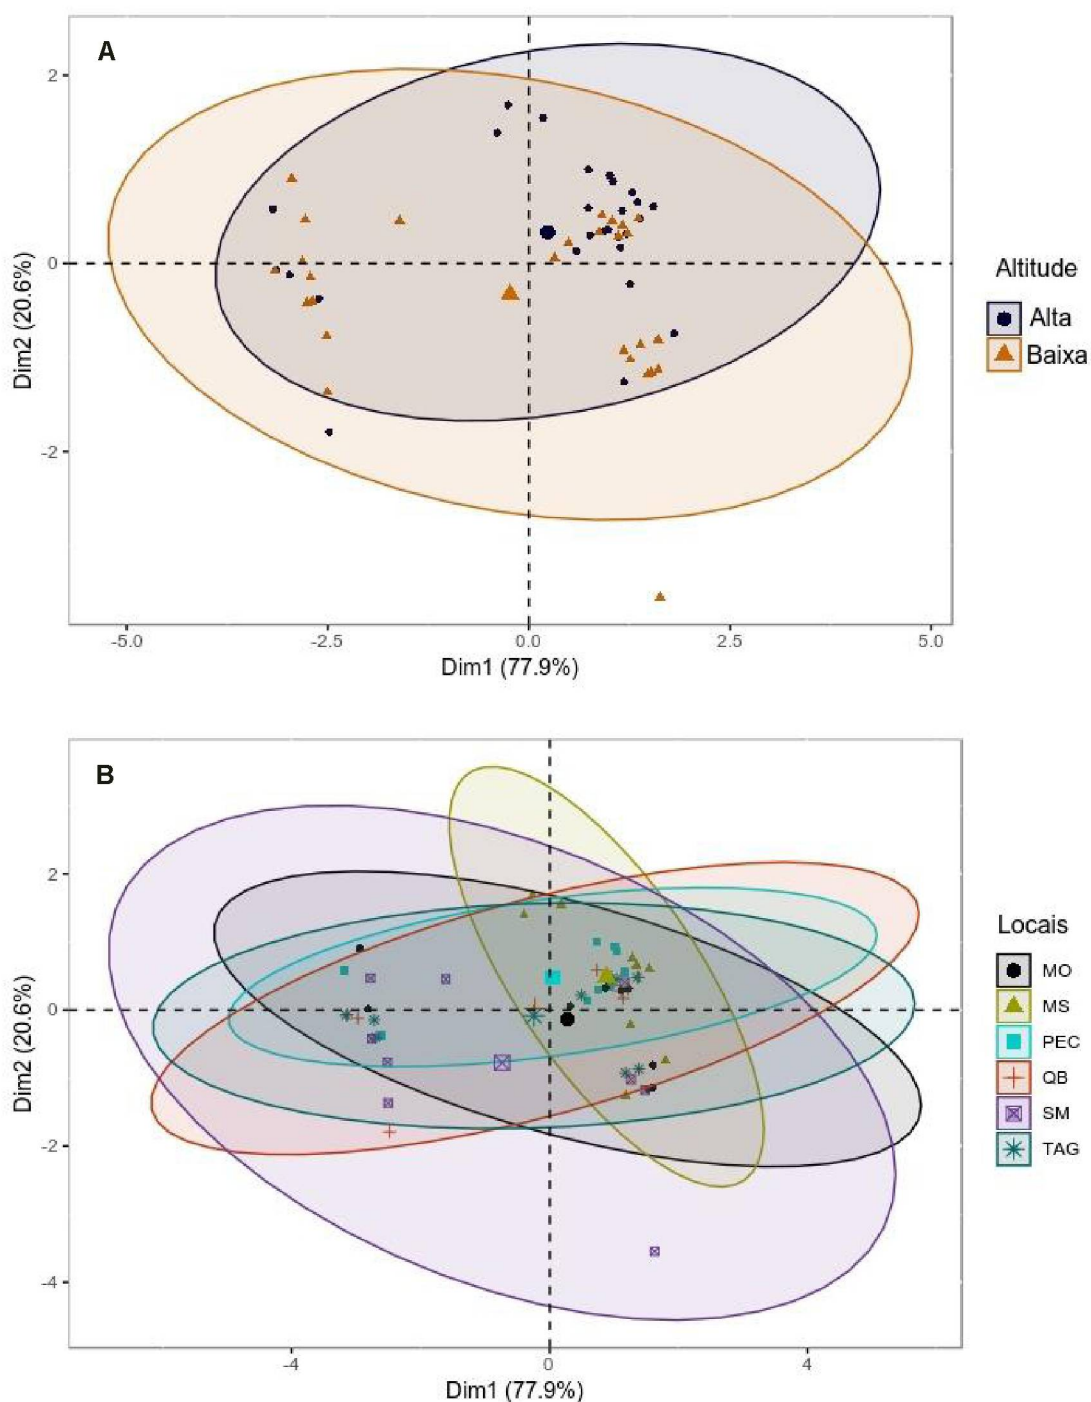 A
2
0
-2
Dim2 (20.6%)
-5.0 -2.5 0.0 2.5 5.0
Dim1 (77.9%)
Altitude
Alta
Baixa
B
2
0
-2
-4
Dim2 (20.6%)
-4 0 4
Dim1 (77.9%)
Locais
MO
MS
PEC
QB
SM
TAG